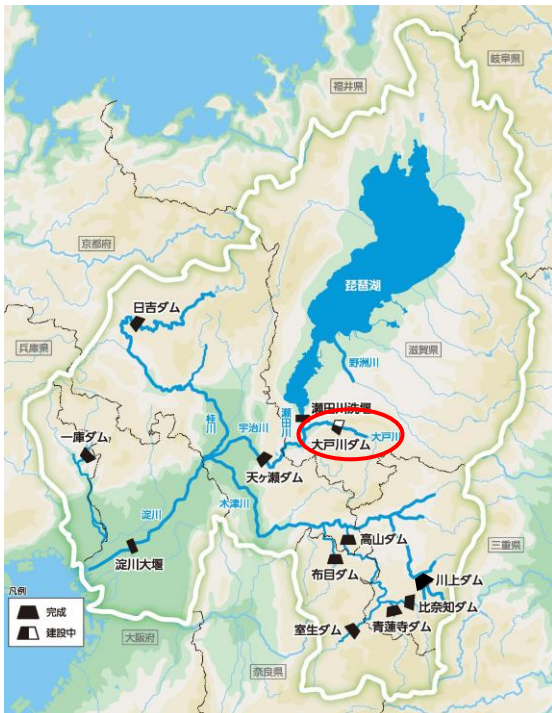 岐阜県
福井県
京都府
琵琶湖
日吉ダム
野洲川
滋賀県
兵庫県
瀬田川洗堰
瀬田川
桂川
宇治川
大戸川
大戸川ダム
一庫ダム
天ヶ瀬ダム
淀川
木津川
高山ダム
淀川大堰
布目ダム
三重県
川上ダム
比奈知ダム
青蓮寺ダム
室生ダム
凡例
完成
建設中
大阪府
奈良県